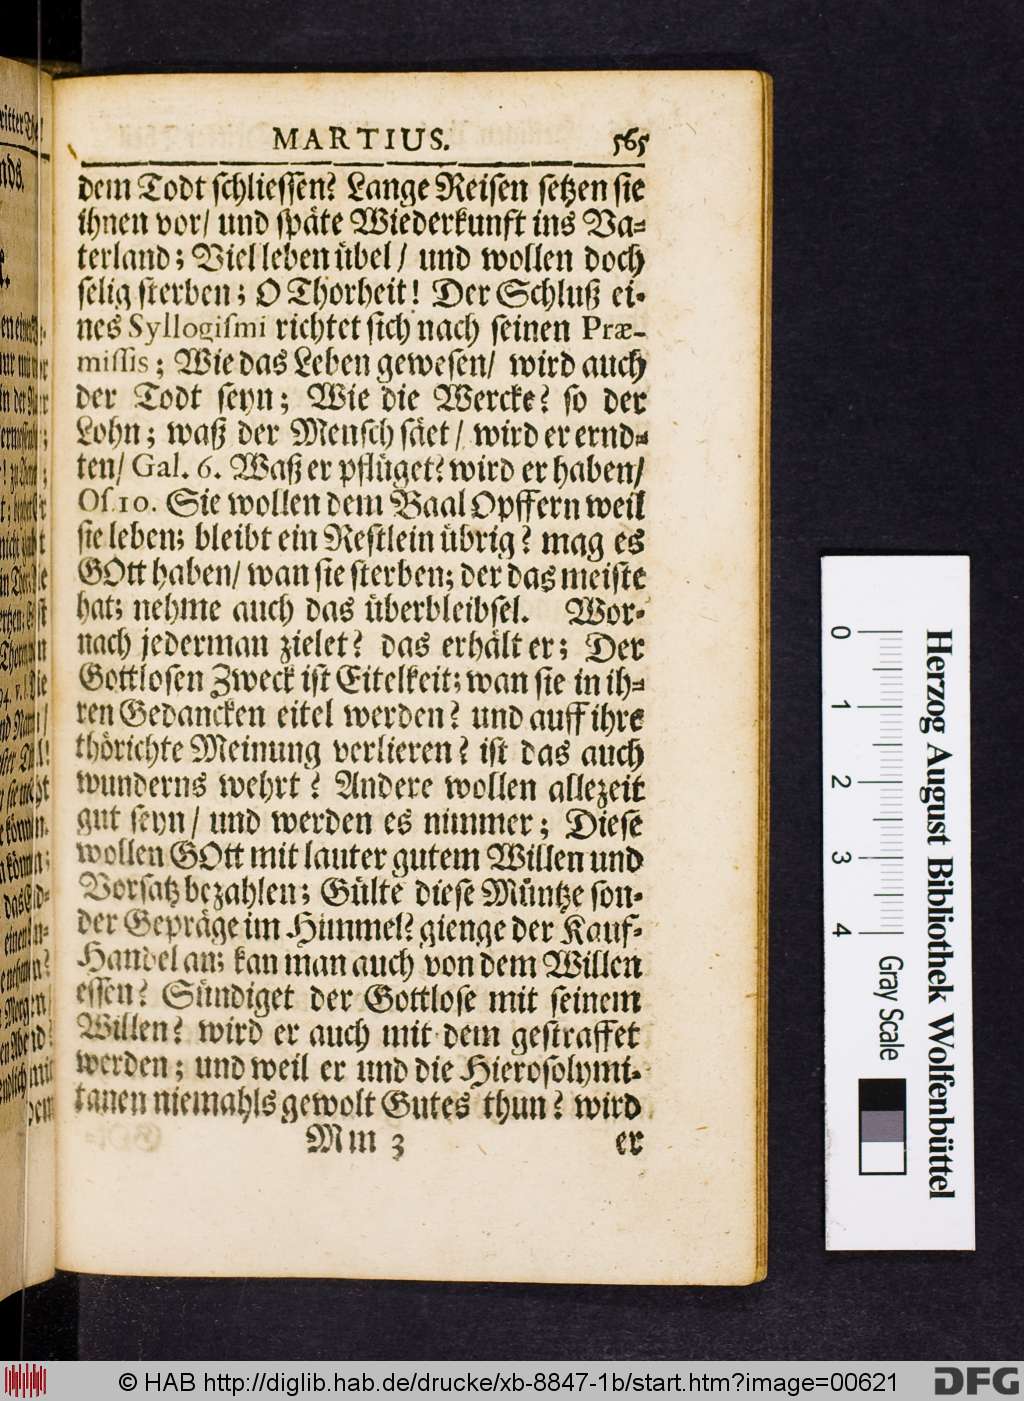 MARTIUS. 565
dem Todt schliessen? Lange Reisen setzen sie
ihnen vor/ und späte Wiederkunft ins Va-
terland; Viel leben übel/ und wollen doch
selig sterben; O Thorheit! Der Schluß ei-
nes Syllogiſmi richtet sich nach seinen Præ-
miſſis; Wie das Leben gewesen/ wird auch
der Todt seyn; Wie die Wercke? so der
Lohn; waß der Mensch säet/ wird er ernd-
ten/ Gal. 6. Waß er pflüget? wird er haben/
Oſ. 10. Sie wollen dem Baal Opffern weil
sie leben; bleibt ein Restlein übrig? mag es
GOtt haben/ wan sie sterben; der das meiste
hat; nehme auch das überbleibsel. Wor-
nach jederman zielet? das erhält er; Der
Gottlosen Zweck ist Eitelkeit; wan sie in ih-
ren Gedancken eitel werden? und auff ihre
thörichte Meinung verlieren? ist das auch
wunderns wehrt? Andere wollen allezeit
gut seyn/ und werden es nimmer; Diese
wollen GOtt mit lauter gutem Willen und
Vorsatz bezahlen; Gülte diese Müntze son-
der Gepräge im Himmel? gienge der Kauf-
Handel an; kan man auch von dem Willen
essen? Sündiget der Gottlose mit seinem
Willen? wird er auch mit dem gestraffet
werden; und weil er und die Hierosolymi-
tanen niemahls gewolt Gutes thun? wird
Mm 3 er
Herzog August Bibliothek Wolfenbüttel
0 1 2 3 4 Gray Scale
© HAB http://diglib.hab.de/drucke/xb-8847-1b/start.htm?image=00621
DFG